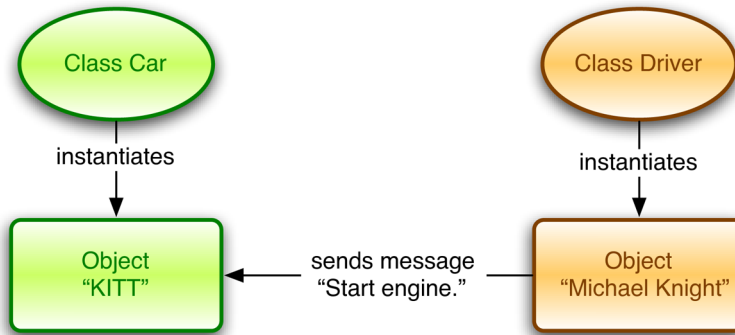 Class Car
Class Driver
instantiates
instantiates
Object
“KITT”
sends message
“Start engine.”
Object
“Michael Knight”